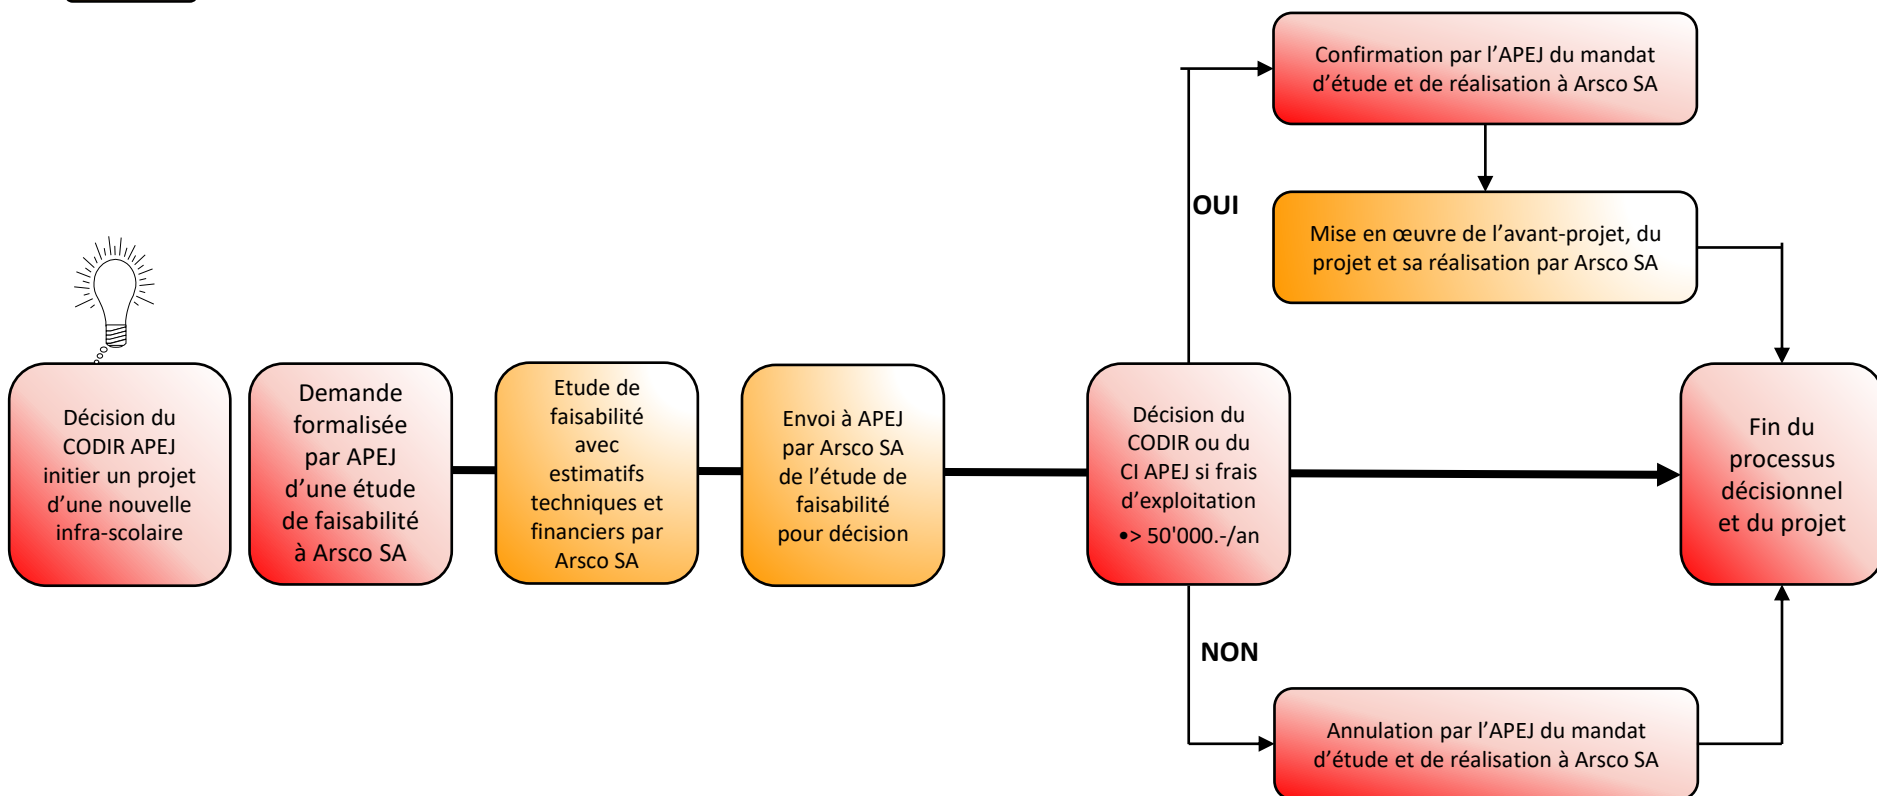 Confirmation par l’APEJ du mandat
d’étude et de réalisation à Arsco SA
OUI
Mise en œuvre de l’avant-projet, du
projet et sa réalisation par Arsco SA
Décision du
CODIR APEJ
initier un projet
d’une nouvelle
infra-scolaire
Demande
formalisée
par APEJ
d’une étude
de faisabilité
à Arsco SA
Etude de
faisabilité
avec
estimatifs
techniques et
financiers par
Arsco SA
Envoi à APEJ
par Arsco SA
de l’étude de
faisabilité
pour décision
Décision du
CODIR ou du
CI APEJ si frais
d’exploitation
•> 50'000.-/an
Fin du
processus
décisionnel
et du projet
NON
Annulation par l’APEJ du mandat
d’étude et de réalisation à Arsco SA